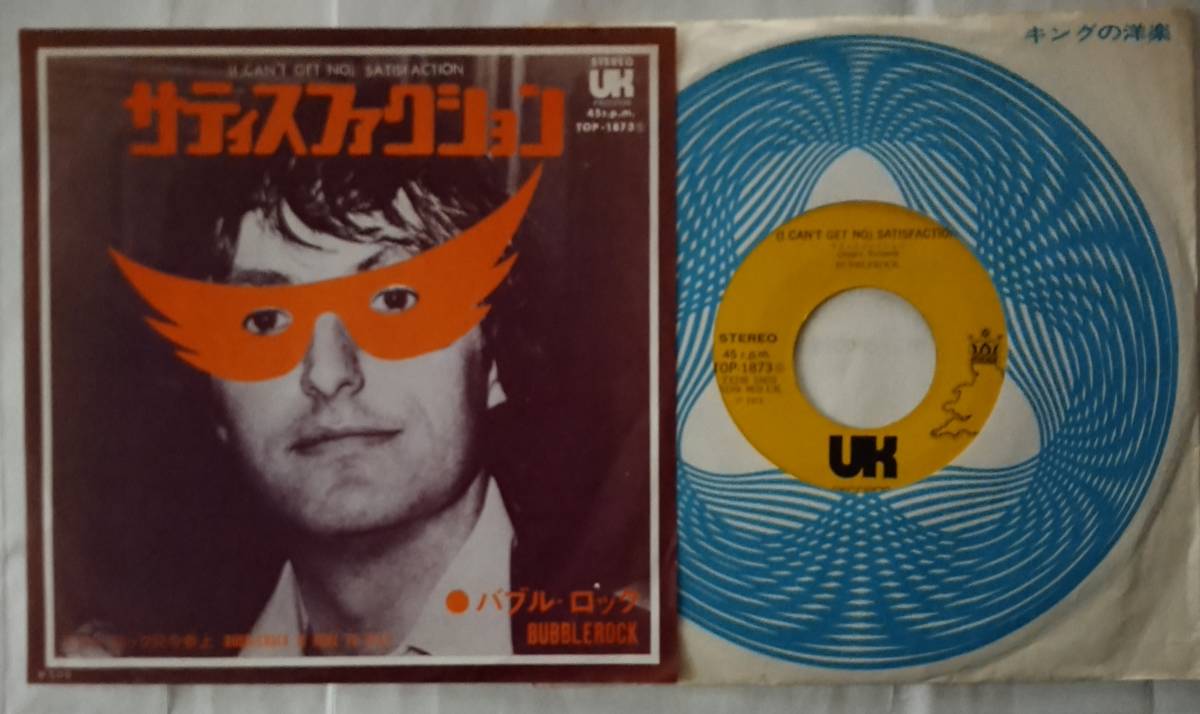 (I CAN'T GET NO) SATISFACTION
サティスファクション
STEREO
UK
45 r.p.m.
TOP-1873
●バブル・ロック
BUBBLEROCK
キングの洋楽
(I CAN'T GET NO) SATISFACTION
BUBBLEROCK
STEREO
45 r.p.m.
TOP-1873
UK